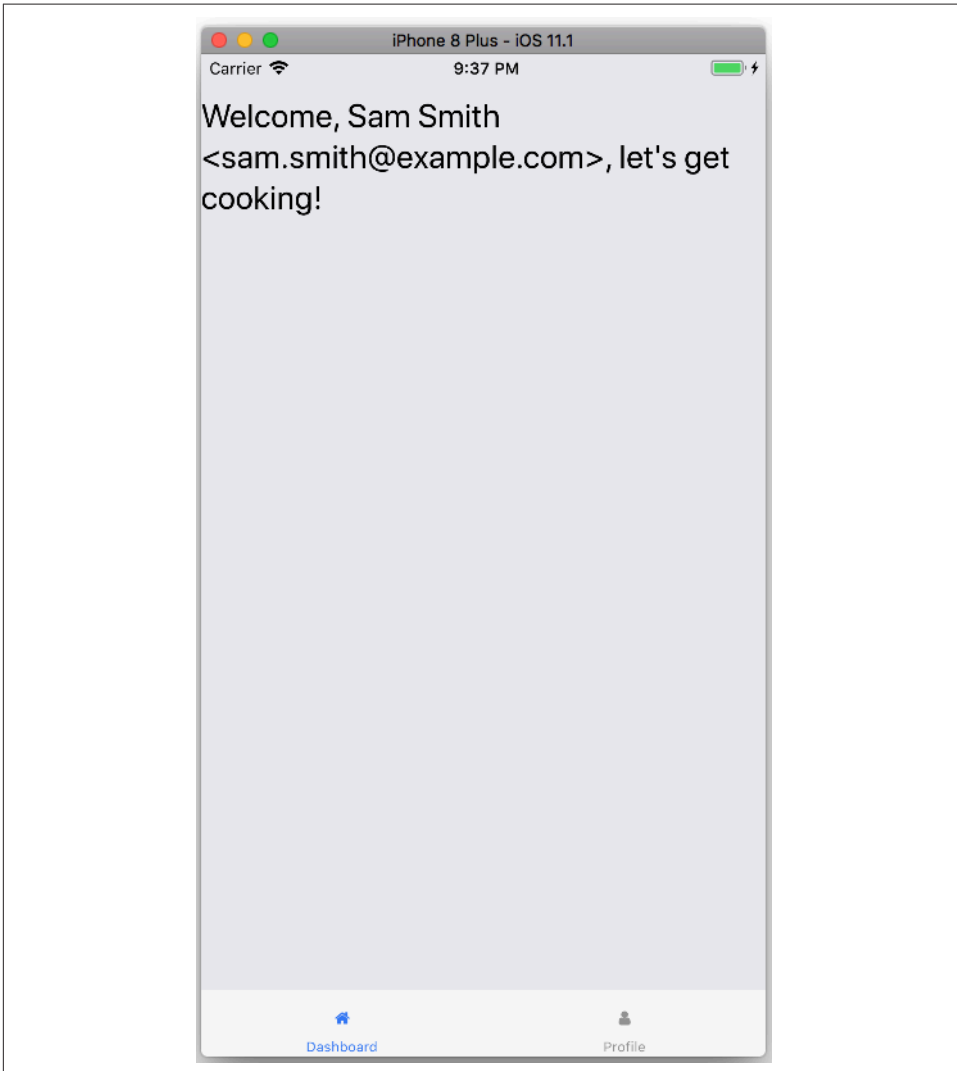 iPhone 8 Plus - iOS 11.1
Carrier 9:37 PM
Welcome, Sam Smith
<sam.smith@example.com>, let's get
cooking!
Dashboard Profile